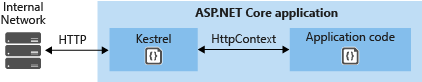 Internal
Network
ASP.NET Core application
HTTP
Kestrel
HttpContext
Application code
{}
{}